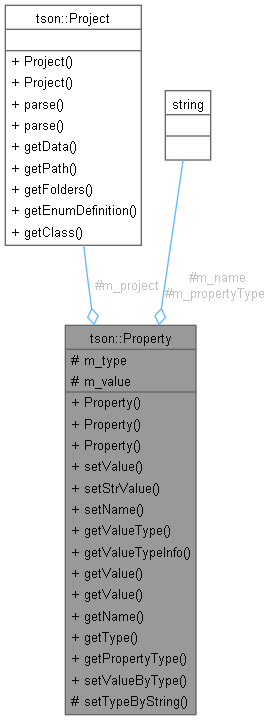 tson::Project
+ Project()
+ Project()
+ parse()
+ parse()
+ getData()
+ getPath()
+ getFolders()
+ getEnumDefinition()
+ getClass()
string
#m_project
#m_name
#m_propertyType
tson::Property
# m_type
# m_value
+ Property()
+ Property()
+ Property()
+ setValue()
+ setStrValue()
+ setName()
+ getValueType()
+ getValueTypeInfo()
+ getValue()
+ getValue()
+ getName()
+ getType()
+ getPropertyType()
+ setValueByType()
# setTypeByString()